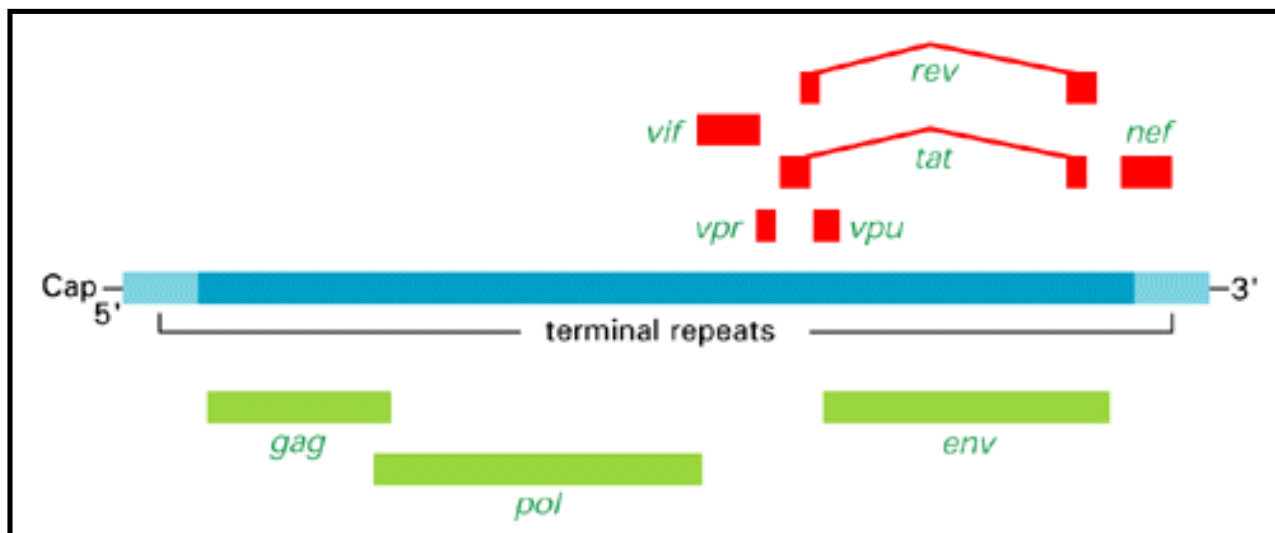 rev
vif
nef
tat
vpr
vpu
Cap
5'
3'
terminal repeats
gag
env
pol